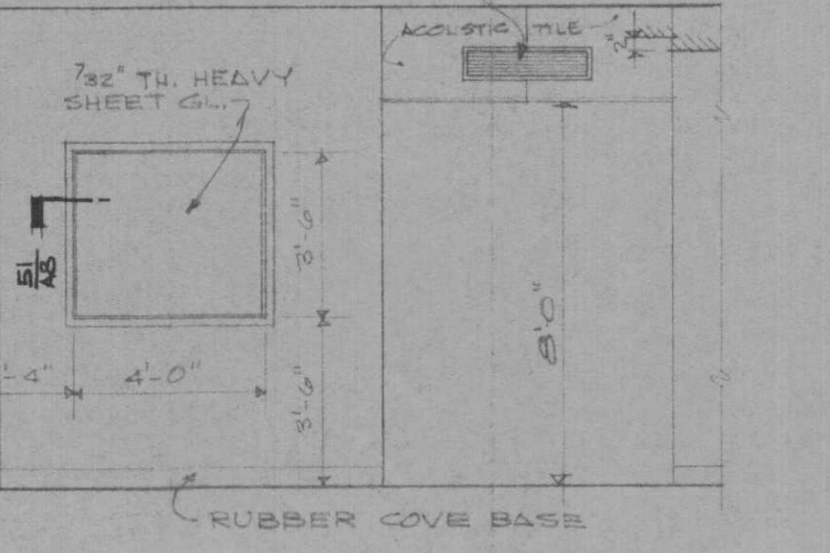 ACOUSTIC TILE
2"
7/32" TH. HEAVY
SHEET GL.
3'-6"
51
A8
8'-0"
'-4"
4'-0"
3'-6"
RUBBER COVE BASE